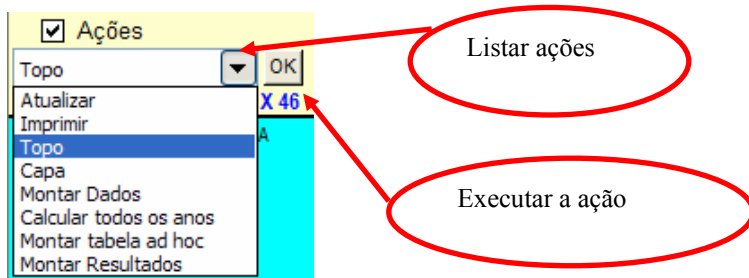 Ações
Listar ações
Topo
OK
Atualizar
X 46
Imprimir
A
Topo
Capa
Montar Dados
Executar a ação
Calcular todos os anos
Montar tabela ad hoc
Montar Resultados